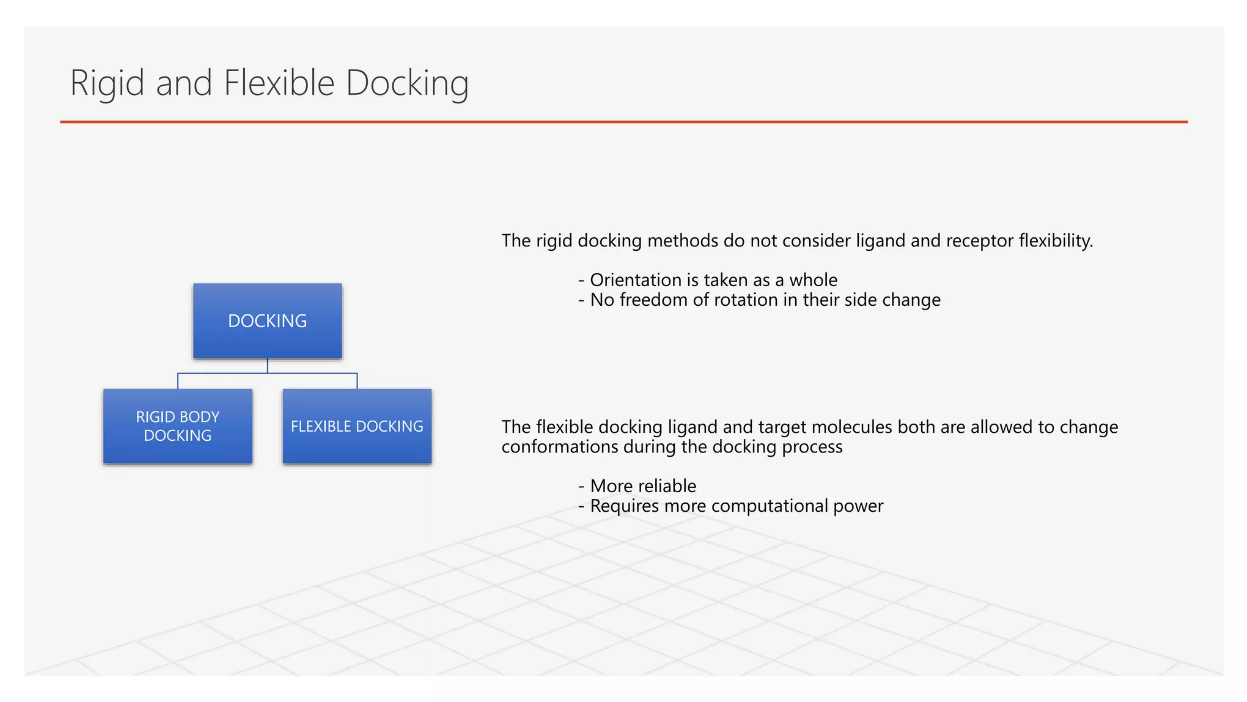 Rigid and Flexible Docking
The rigid docking methods do not consider ligand and receptor flexibility.
- Orientation is taken as a whole
- No freedom of rotation in their side change
DOCKING
RIGID BODY
DOCKING
FLEXIBLE DOCKING
The flexible docking ligand and target molecules both are allowed to change
conformations during the docking process
- More reliable
- Requires more computational power